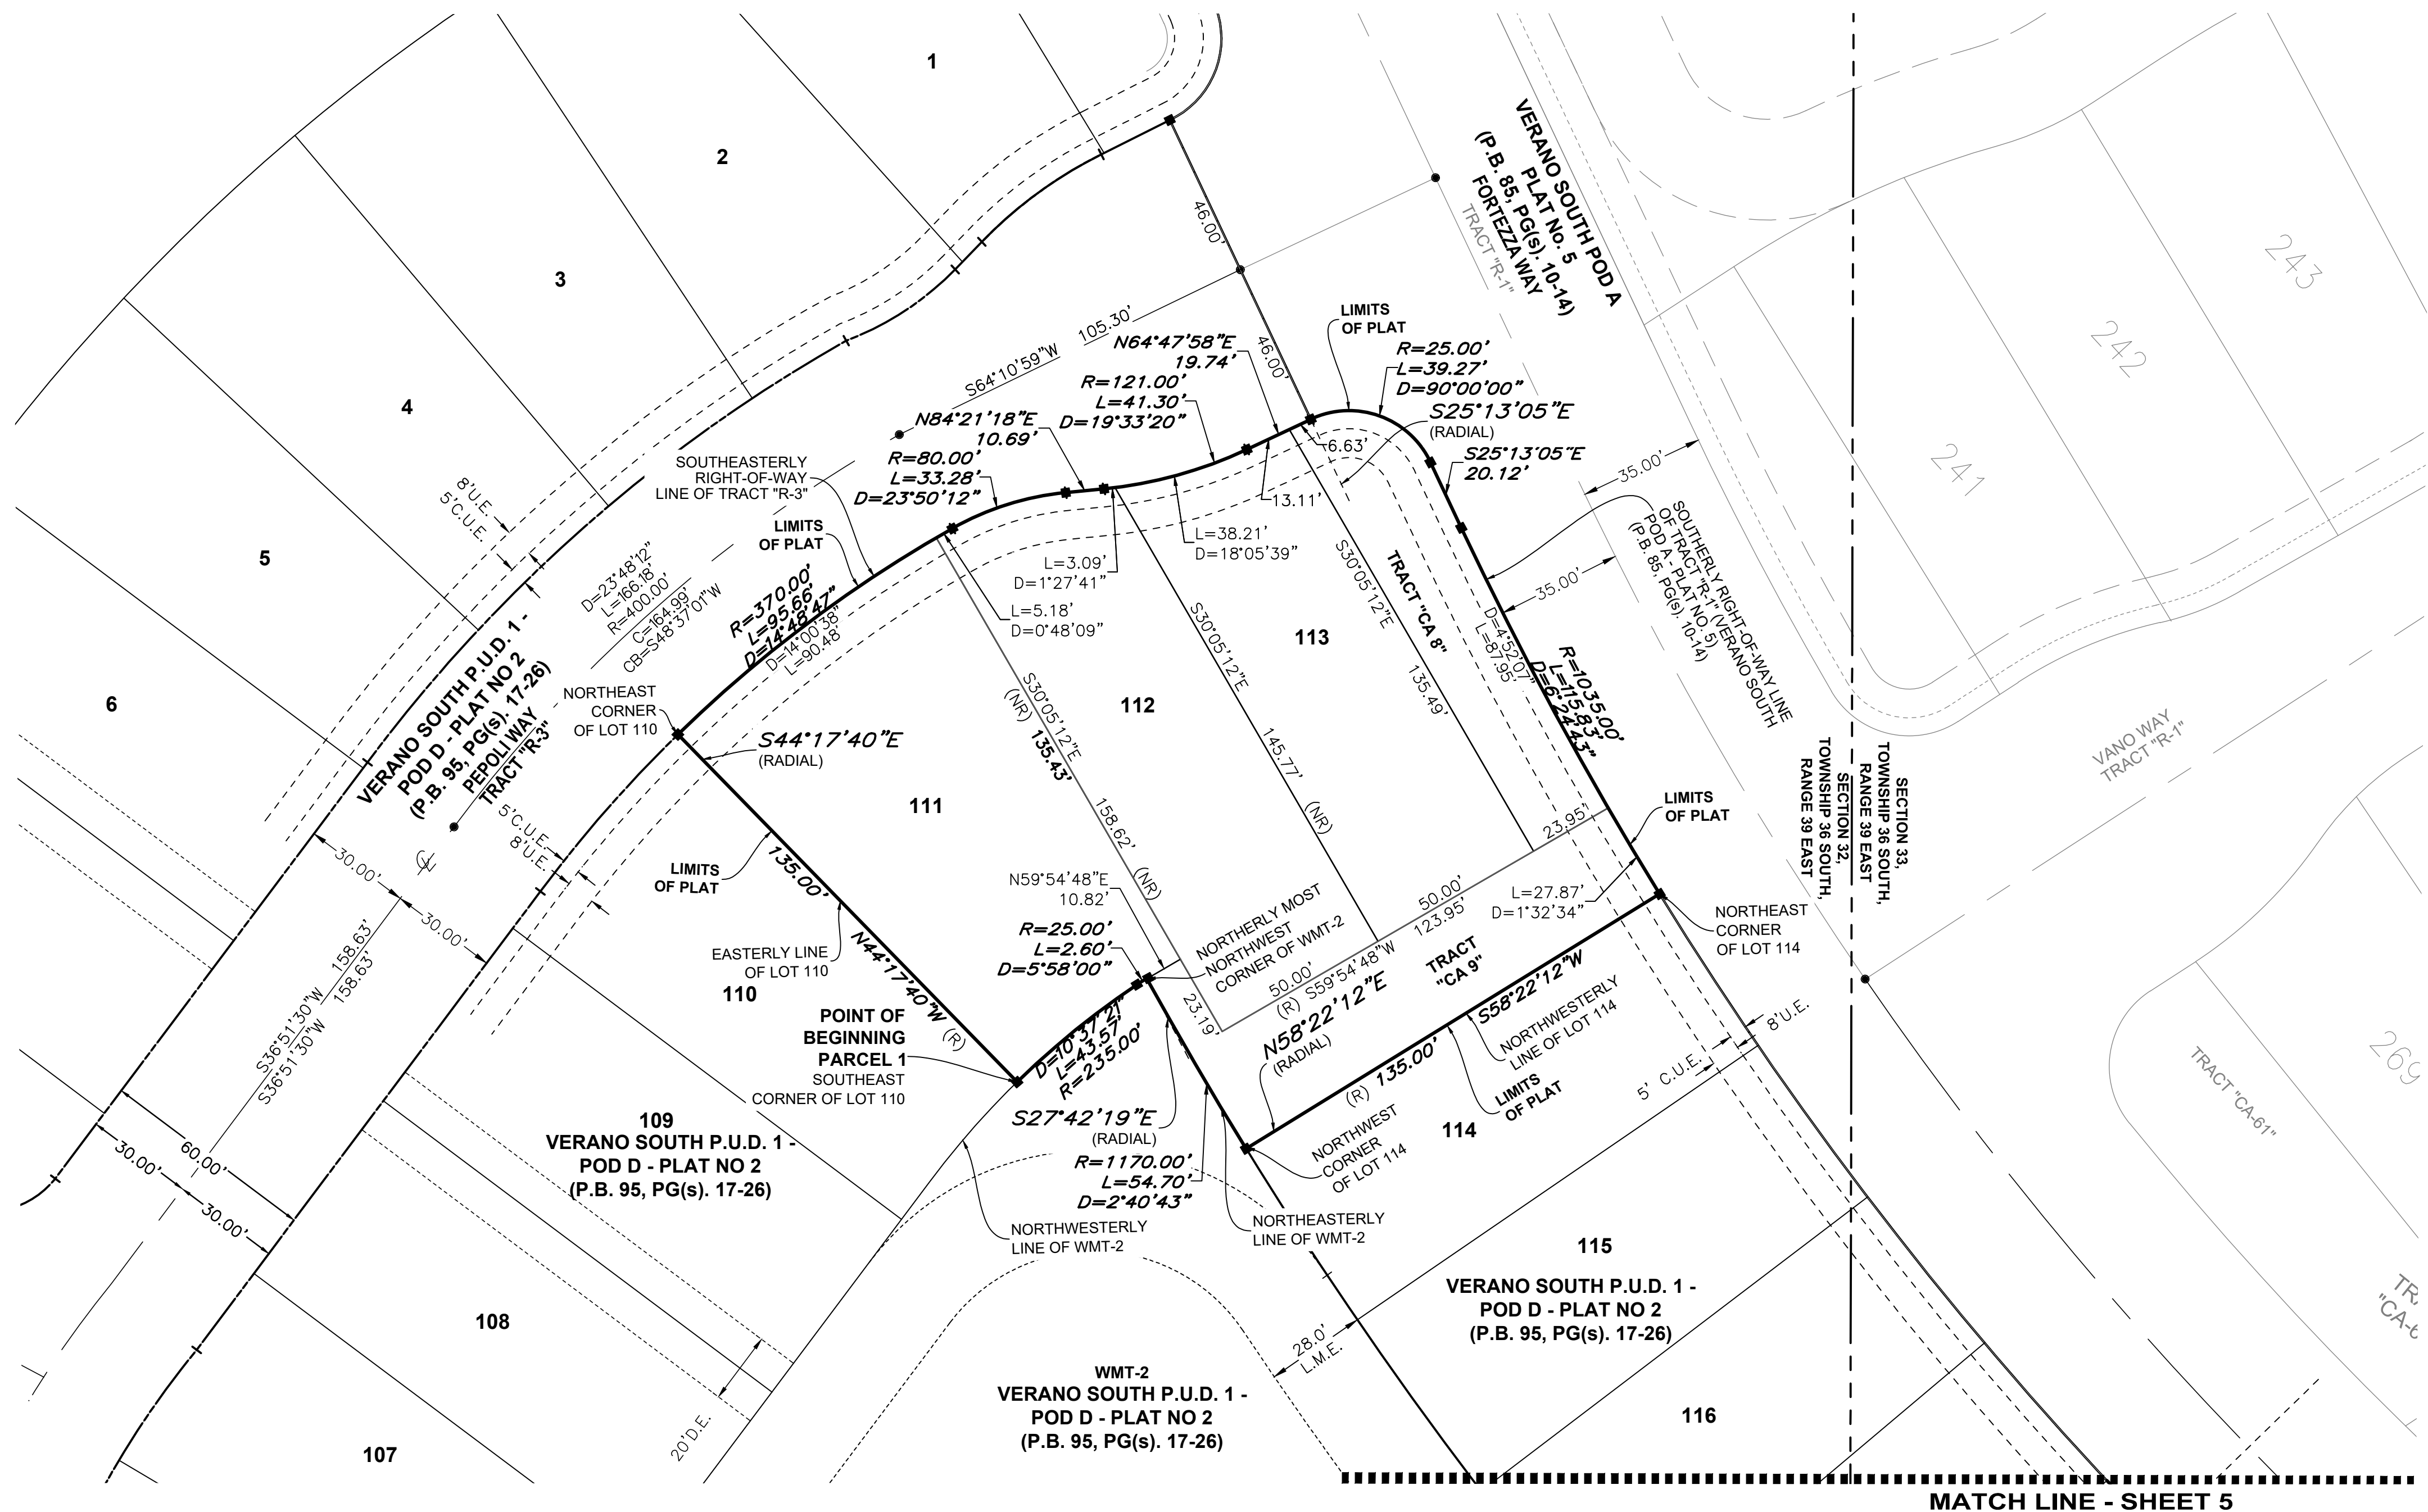 1
2
3
4
5
6
8'U.E.
5'C.U.E.
D=23°48'12"
L=166.18'
R=400.00'
C=164.99'
CB=S48°37'01"W
VERANO SOUTH P.U.D. 1 -
POD D - PLAT NO 2
(P.B. 95, PG(s). 17-26)
PEPOLI WAY
TRACT "R-3"
46.00'
46.00'
S64°10'59"W
105.30'
N64°47'58"E
19.74'
R=121.00'
L=41.30'
D=19°33'20"
N84°21'18"E
10.69'
R=80.00'
L=33.28'
D=23°50'12"
SOUTHEASTERLY
RIGHT-OF-WAY
LINE OF TRACT "R-3"
LIMITS
OF PLAT
R=370.00'
L=95.66'
D=14°48'47"
D=14°00'38"
L=90.48'
NORTHEAST
CORNER
OF LOT 110
S44°17'40"E
(RADIAL)
LIMITS
OF PLAT
R=25.00'
L=39.27'
D=90°00'00"
S25°13'05"E
(RADIAL)
S25°13'05"E
20.12'
6.63'
13.11'
L=38.21'
D=18°05'39"
L=3.09'
D=1°27'41"
L=5.18'
D=0°48'09"
VERANO SOUTH POD A
PLAT No. 5
(P.B. 85, PG(s). 10-14)
FORTEZZA WAY
TRACT "R-1"
35.00'
35.00'
SOUTHERLY RIGHT-OF-WAY LINE
OF TRACT "R-1" (VERANO SOUTH
POD A - PLAT NO. 5)
(P.B. 85, PG(s). 10-14)
241
242
243
TRACT "CA 8"
S30°05'12"E
135.49'
113
D=4°52'07"
L=87.95'
R=1035.00'
L=115.83'
D=6°24'43"
S30°05'12"E
145.77'
(NR)
112
S30°05'12"E
(NR) 135.43'
158.62'
(NR)
111
LIMITS
OF PLAT
135.00'
N44°17'40"W (R)
EASTERLY LINE
OF LOT 110
110
5'C.U.E.
8'U.E.
30.00'
30.00'
S36°51'30"W 158.63'
S36°51'30"W 158.63'
POINT OF
BEGINNING
PARCEL 1
SOUTHEAST
CORNER OF LOT 110
N59°54'48"E
10.82'
R=25.00'
L=2.60'
D=5°58'00"
NORTHERLY MOST
NORTHWEST
CORNER OF WMT-2
D=10°37'27"
L=43.57'
R=235.00'
23.19'
50.00'
50.00'
23.95'
(R) S59°54'48"W 123.95'
TRACT
"CA 9"
L=27.87'
D=1°32'34"
LIMITS
OF PLAT
NORTHEAST
CORNER
OF LOT 114
N58°22'12"E
(RADIAL)
S58°22'12"W
(R) 135.00'
NORTHWESTERLY
LINE OF LOT 114
LIMITS
OF PLAT
NORTHWEST
CORNER
OF LOT 114
114
S27°42'19"E
(RADIAL)
R=1170.00'
L=54.70'
D=2°40'43"
NORTHWESTERLY
LINE OF WMT-2
NORTHEASTERLY
LINE OF WMT-2
SECTION 32,
TOWNSHIP 36 SOUTH,
RANGE 39 EAST
SECTION 33,
TOWNSHIP 36 SOUTH,
RANGE 39 EAST
VANO WAY
TRACT "R-1"
8'U.E.
5' C.U.E.
TRACT "CA-61"
269
TR
"CA-6
60.00'
30.00'
30.00'
109
VERANO SOUTH P.U.D. 1 -
POD D - PLAT NO 2
(P.B. 95, PG(s). 17-26)
108
107
20'D.E.
WMT-2
VERANO SOUTH P.U.D. 1 -
POD D - PLAT NO 2
(P.B. 95, PG(s). 17-26)
28.0'
L.M.E.
115
VERANO SOUTH P.U.D. 1 -
POD D - PLAT NO 2
(P.B. 95, PG(s). 17-26)
116
MATCH LINE - SHEET 5